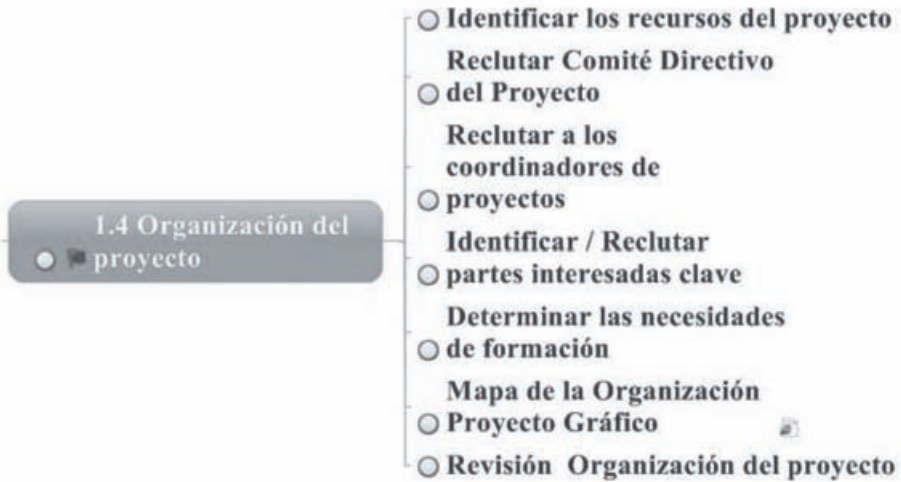 1.4 Organización del
proyecto
Identificar los recursos del proyecto
Reclutar Comité Directivo
del Proyecto
Reclutar a los
coordinadores de
proyectos
Identificar / Reclutar
partes interesadas clave
Determinar las necesidades
de formación
Mapa de la Organización
Proyecto Gráfico
Revisión Organización del proyecto